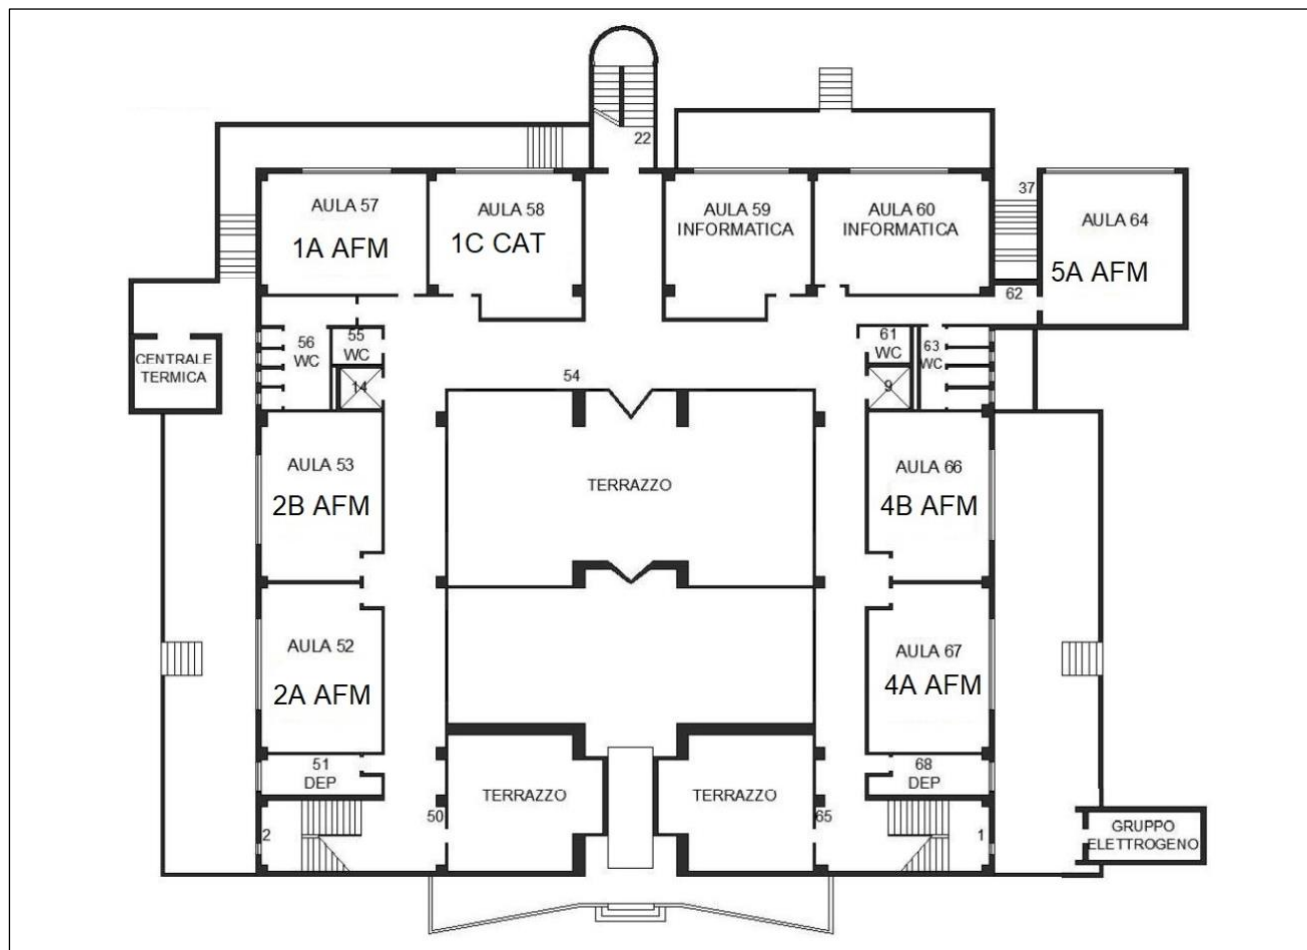 22
AULA 57
1A AFM
AULA 58
1C CAT
AULA 59
INFORMATICA
AULA 60
INFORMATICA
37
AULA 64
5A AFM
62
CENTRALE
TERMICA
56
WC
55
WC
14
54
61
WC
9
63
WC
AULA 53
2B AFM
TERRAZZO
AULA 66
4B AFM
AULA 52
2A AFM
AULA 67
4A AFM
51
DEP
68
DEP
TERRAZZO
TERRAZZO
2
50
65
1
GRUPPO
ELETTROGENO